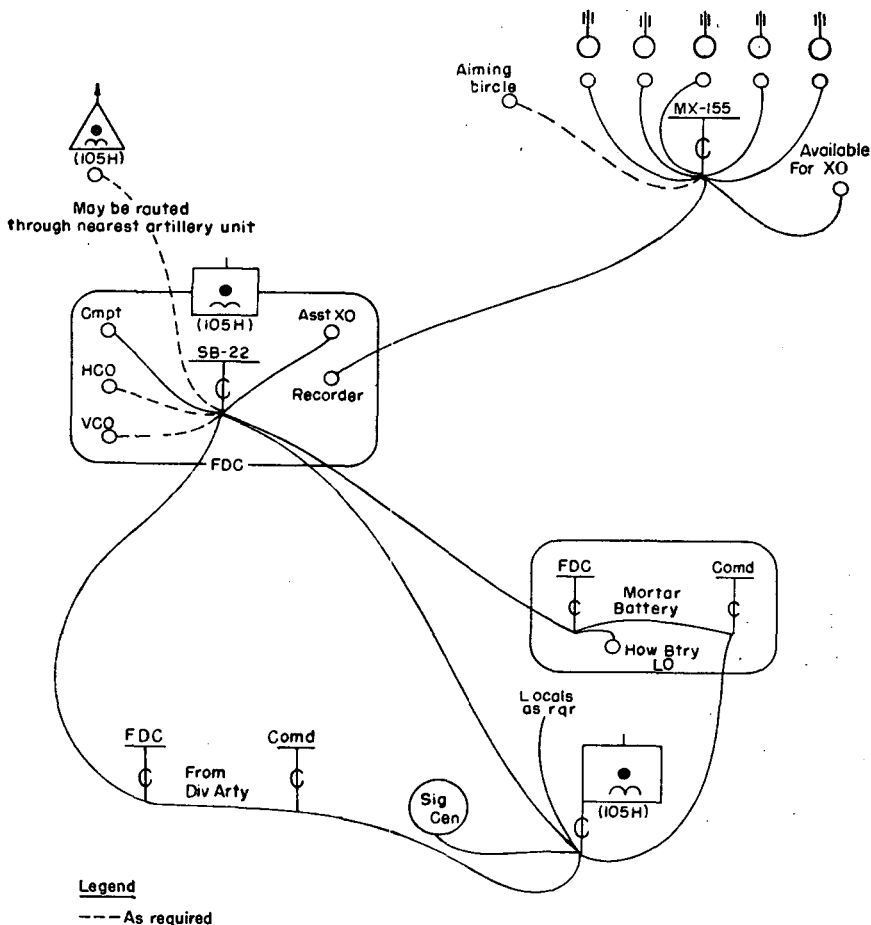 Aiming
bircle
MX-155
Available
For XO
(105H)
May be routed
through nearest artillery unit
(105H)
Cmpt
Asst XO
SB-22
HCO
Recorder
VCO
FDC
FDC
Comd
Mortar
Battery
How Btry
LO
Locals
as rqr
FDC
Comd
From
Div Arty
Sig
Cen
(105H)
Legend
----As required